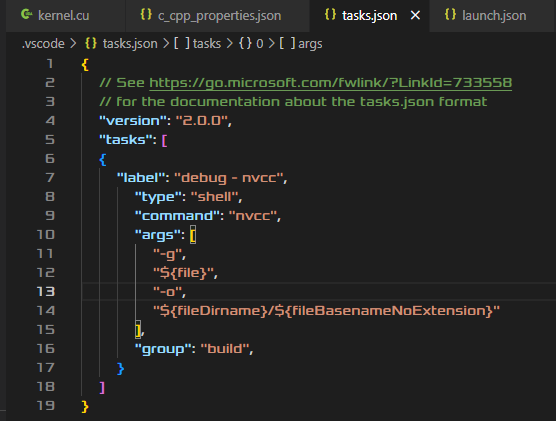 kernel.cu {} c_cpp_properties.json {} tasks.json × {} launch.json
.vscode > {} tasks.json > [ ] tasks > {} 0 > [ ] args
1 {
2 // See https://go.microsoft.com/fwlink/?LinkId=733558
3 // for the documentation about the tasks.json format
4 "version": "2.0.0",
5 "tasks": [
6 {
7 "label": "debug - nvcc",
8 "type": "shell",
9 "command": "nvcc",
10 "args": [
11 "-g",
12 "${file}",
13 "-o",
14 "${fileDirname}/${fileBasenameNoExtension}"
15 ],
16 "group": "build",
17 }
18 ]
19 }